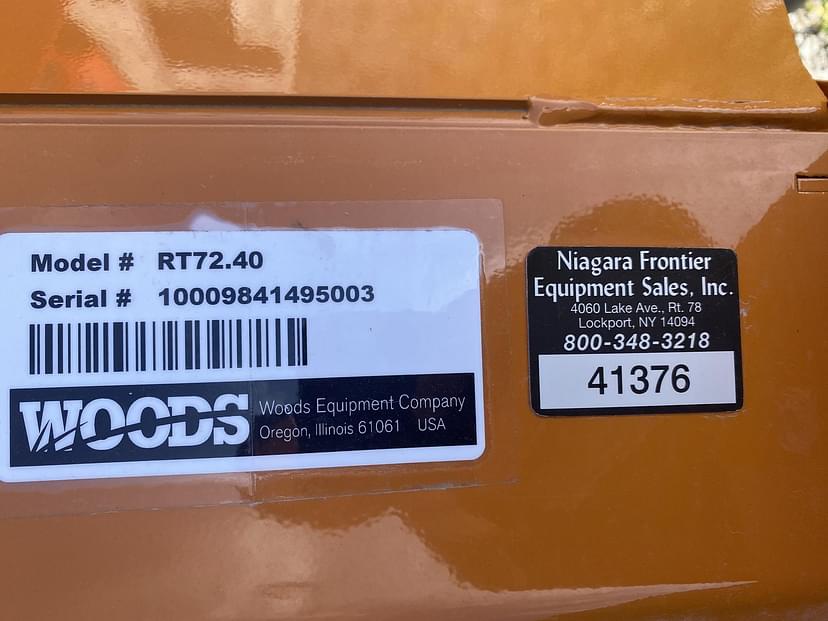 Model # RT72.40
Serial # 10009841495003
WOODS
Woods Equipment Company
Oregon, Illinois 61061 USA
Niagara Frontier
Equipment Sales, Inc.
4060 Lake Ave., Rt. 78
Lockport, NY 14094
800-348-3218
41376